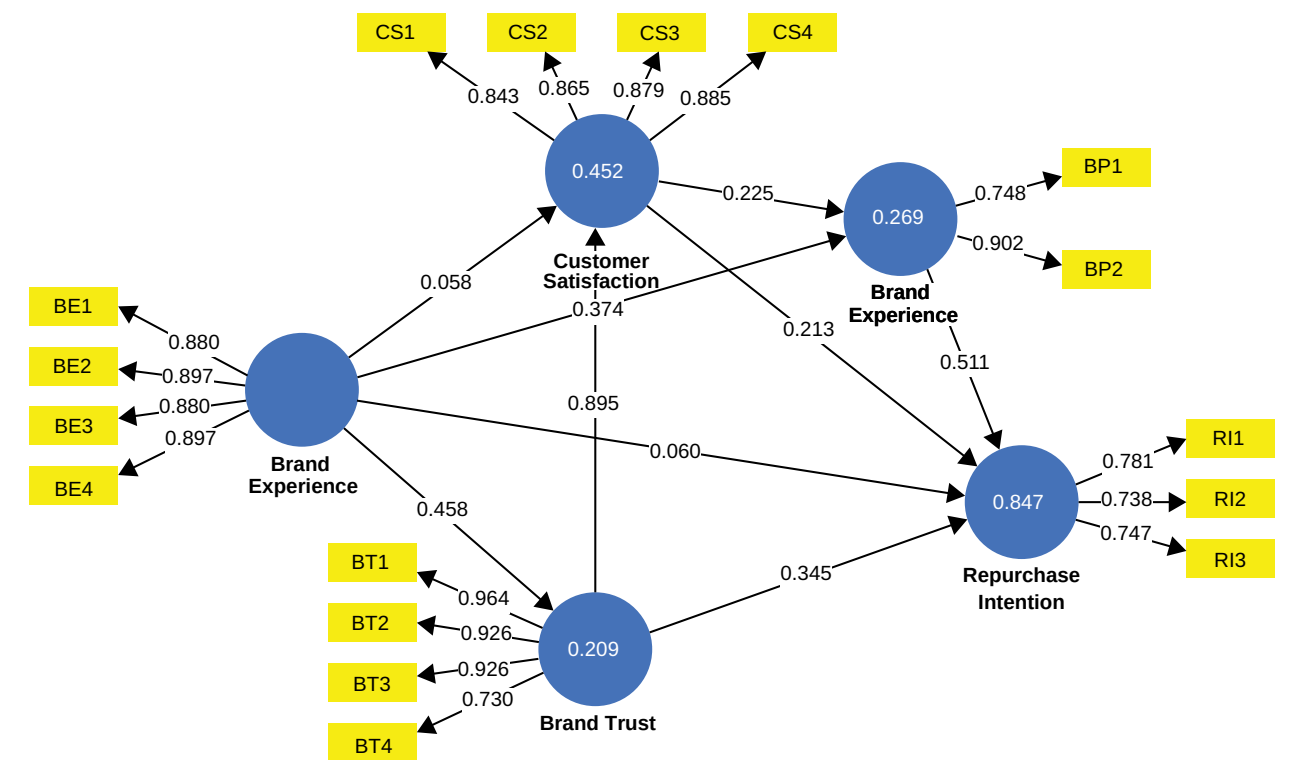 CS1
CS2
CS3
CS4
0.843
0.865
0.879
0.885
0.452
Customer
Satisfaction
0.225
0.269
Brand
Experience
0.748
0.902
BP1
BP2
0.058
0.374
0.213
0.511
BE1
BE2
BE3
BE4
0.880
0.897
0.880
0.897
Brand
Experience
0.895
0.060
0.458
0.345
0.847
Repurchase
Intention
0.781
0.738
0.747
RI1
RI2
RI3
BT1
BT2
BT3
BT4
0.964
0.926
0.926
0.730
0.209
Brand Trust